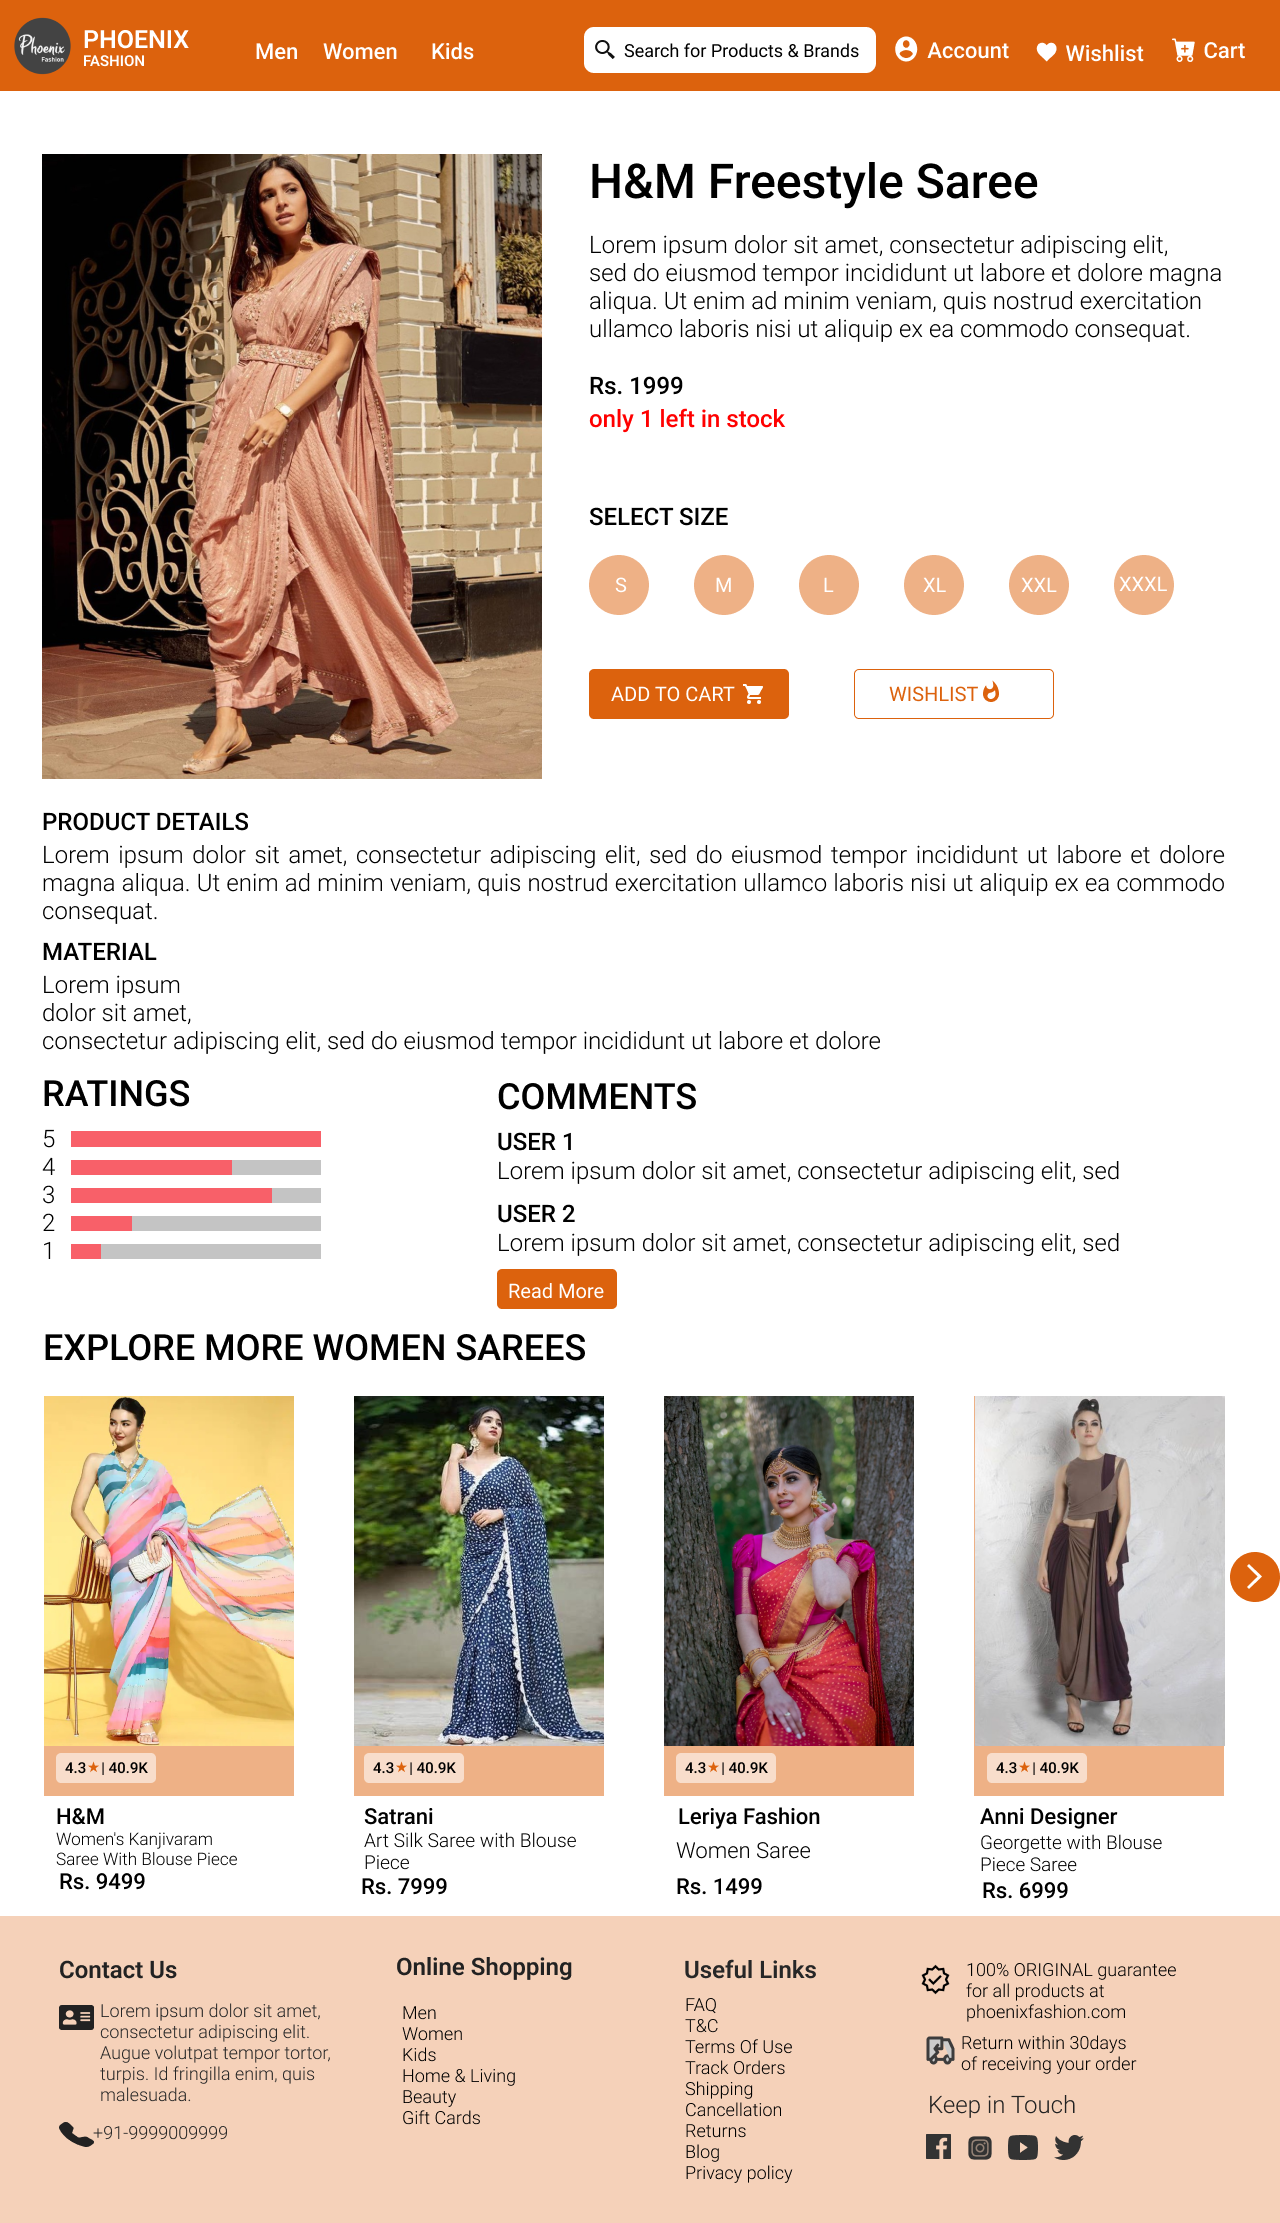 Phoenix
Fashion
PHOENIX
FASHION
Men Women Kids
Search for Products & Brands
Account
Wishlist
Cart
H&M Freestyle Saree
Lorem ipsum dolor sit amet, consectetur adipiscing elit,
sed do eiusmod tempor incididunt ut labore et dolore magna
aliqua. Ut enim ad minim veniam, quis nostrud exercitation
ullamco laboris nisi ut aliquip ex ea commodo consequat.
Rs. 1999
only 1 left in stock
SELECT SIZE
S M L XL XXL XXXL
ADD TO CART
WISHLIST
PRODUCT DETAILS
Lorem ipsum dolor sit amet, consectetur adipiscing elit, sed do eiusmod tempor incididunt ut labore et dolore
magna aliqua. Ut enim ad minim veniam, quis nostrud exercitation ullamco laboris nisi ut aliquip ex ea commodo
consequat.
MATERIAL
Lorem ipsum
dolor sit amet,
consectetur adipiscing elit, sed do eiusmod tempor incididunt ut labore et dolore
RATINGS
5
4
3
2
1
COMMENTS
USER 1
Lorem ipsum dolor sit amet, consectetur adipiscing elit, sed
USER 2
Lorem ipsum dolor sit amet, consectetur adipiscing elit, sed
Read More
EXPLORE MORE WOMEN SAREES
4.3★| 40.9K
H&M
Women's Kanjivaram
Saree With Blouse Piece
Rs. 9499
4.3★| 40.9K
Satrani
Art Silk Saree with Blouse
Piece
Rs. 7999
4.3★| 40.9K
Leriya Fashion
Women Saree
Rs. 1499
4.3★| 40.9K
Anni Designer
Georgette with Blouse
Piece Saree
Rs. 6999
Contact Us
Lorem ipsum dolor sit amet,
consectetur adipiscing elit.
Augue volutpat tempor tortor,
turpis. Id fringilla enim, quis
malesuada.
+91-9999009999
Online Shopping
Men
Women
Kids
Home & Living
Beauty
Gift Cards
Useful Links
FAQ
T&C
Terms Of Use
Track Orders
Shipping
Cancellation
Returns
Blog
Privacy policy
100% ORIGINAL guarantee
for all products at
phoenixfashion.com
Return within 30days
of receiving your order
Keep in Touch